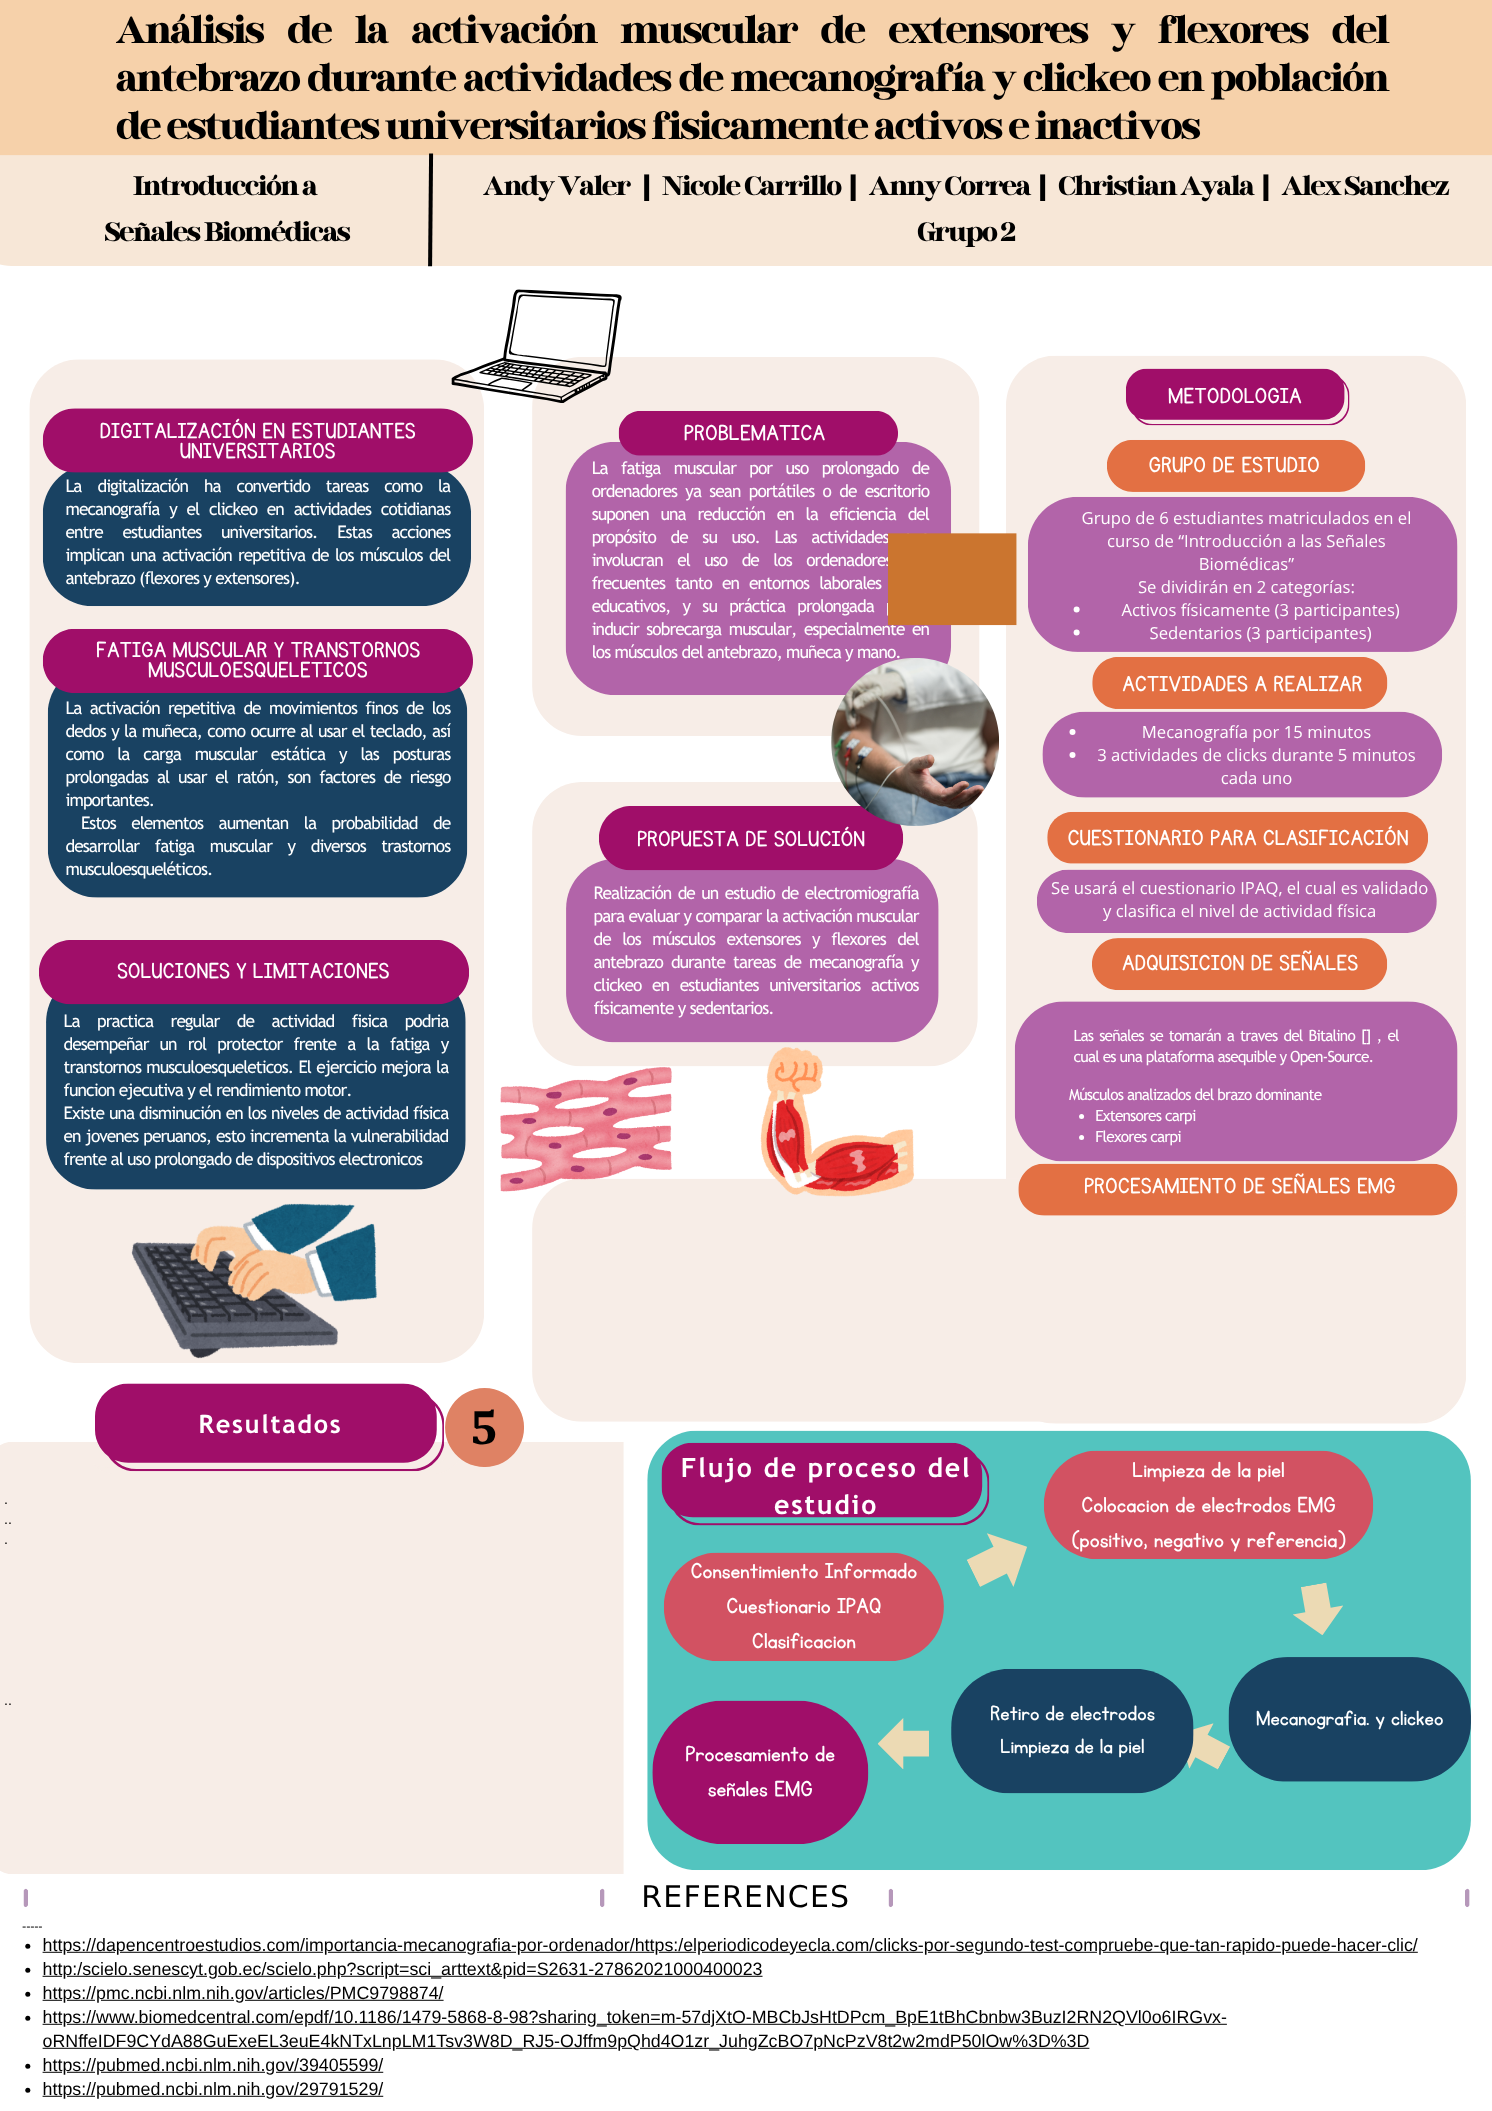 Análisis de la activación muscular de extensores y flexores del
antebrazo durante actividades de mecanografía y clickeo en población
de estudiantes universitarios fisicamente activos e inactivos
Introducción a
Señales Biomédicas
Andy Valer | Nicole Carrillo | Anny Correa | Christian Ayala | Alex Sanchez
Grupo 2
DIGITALIZACIÓN EN ESTUDIANTES
UNIVERSITARIOS
La digitalización ha convertido tareas como la
mecanografía y el clickeo en actividades cotidianas
entre estudiantes universitarios. Estas acciones
implican una activación repetitiva de los músculos del
antebrazo (flexores y extensores).
FATIGA MUSCULAR Y TRANSTORNOS
MUSCULOESQUELETICOS
La activación repetitiva de movimientos finos de los
dedos y la muñeca, como ocurre al usar el teclado, así
como la carga muscular estática y las posturas
prolongadas al usar el ratón, son factores de riesgo
importantes.
Estos elementos aumentan la probabilidad de
desarrollar fatiga muscular y diversos trastornos
musculoesqueléticos.
SOLUCIONES Y LIMITACIONES
La practica regular de actividad fisica podria
desempeñar un rol protector frente a la fatiga y
transtornos musculoesqueleticos. El ejercicio mejora la
funcion ejecutiva y el rendimiento motor.
Existe una disminución en los niveles de actividad física
en jovenes peruanos, esto incrementa la vulnerabilidad
frente al uso prolongado de dispositivos electronicos
PROBLEMATICA
La fatiga muscular por uso prolongado de
ordenadores ya sean portátiles o de escritorio
suponen una reducción en la eficiencia del
propósito de su uso. Las actividades
involucran el uso de los ordenadores
frecuentes tanto en entornos laborales
educativos, y su práctica prolongada
inducir sobrecarga muscular, especialmente en
los músculos del antebrazo, muñeca y mano.
PROPUESTA DE SOLUCIÓN
Realización de un estudio de electromiografía
para evaluar y comparar la activación muscular
de los músculos extensores y flexores del
antebrazo durante tareas de mecanografía y
clickeo en estudiantes universitarios activos
físicamente y sedentarios.
METODOLOGIA
GRUPO DE ESTUDIO
Grupo de 6 estudiantes matriculados en el
curso de “Introducción a las Señales
Biomédicas”
Se dividirán en 2 categorías:
• Activos físicamente (3 participantes)
• Sedentarios (3 participantes)
ACTIVIDADES A REALIZAR
• Mecanografía por 15 minutos
• 3 actividades de clicks durante 5 minutos
cada uno
CUESTIONARIO PARA CLASIFICACIÓN
Se usará el cuestionario IPAQ, el cual es validado
y clasifica el nivel de actividad física
ADQUISICION DE SEÑALES
Las señales se tomarán a traves del Bitalino [] , el
cual es una plataforma asequible y Open-Source.
Músculos analizados del brazo dominante
• Extensores carpi
• Flexores carpi
PROCESAMIENTO DE SEÑALES EMG
Resultados
5
.
..
.
..
Flujo de proceso del
estudio
Consentimiento Informado
Cuestionario IPAQ
Clasificacion
Limpieza de la piel
Colocacion de electrodos EMG
(positivo, negativo y referencia)
Mecanografia. y clickeo
Retiro de electrodos
Limpieza de la piel
Procesamiento de
señales EMG
REFERENCES
-----
• https://dapencentroestudios.com/importancia-mecanografia-por-ordenador/https:/elperiodicodeyecla.com/clicks-por-segundo-test-compruebe-que-tan-rapido-puede-hacer-clic/
• http:/scielo.senescyt.gob.ec/scielo.php?script=sci_arttext&pid=S2631-27862021000400023
• https://pmc.ncbi.nlm.nih.gov/articles/PMC9798874/
• https://www.biomedcentral.com/epdf/10.1186/1479-5868-8-98?sharing_token=m-57djXtO-MBCbJsHtDPcm_BpE1tBhCbnbw3BuzI2RN2QVl0o6IRGvx-
oRNffeIDF9CYdA88GuExeEL3euE4kNTxLnpLM1Tsv3W8D_RJ5-OJffm9pQhd4O1zr_JuhgZcBO7pNcPzV8t2w2mdP50lOw%3D%3D
• https://pubmed.ncbi.nlm.nih.gov/39405599/
• https://pubmed.ncbi.nlm.nih.gov/29791529/